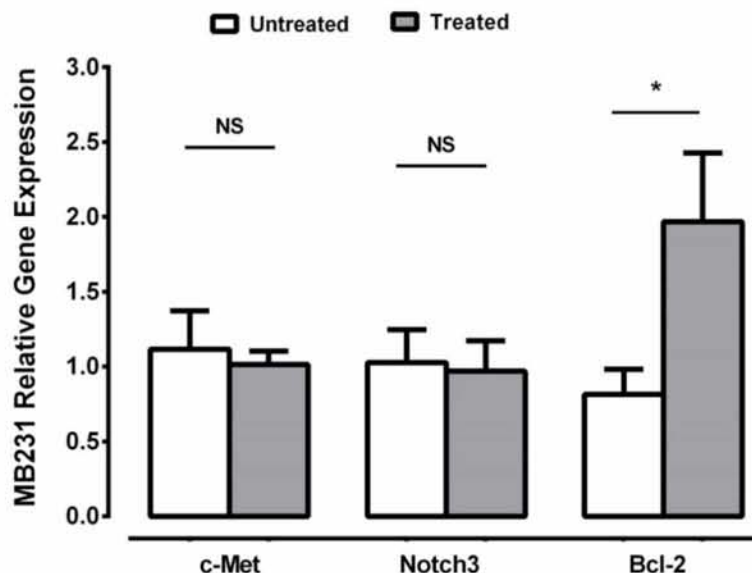 Untreated Treated
MB231 Relative Gene Expression
3.0
2.5
2.0
1.5
1.0
0.5
0.0
NS
NS
*
c-Met Notch3 Bcl-2